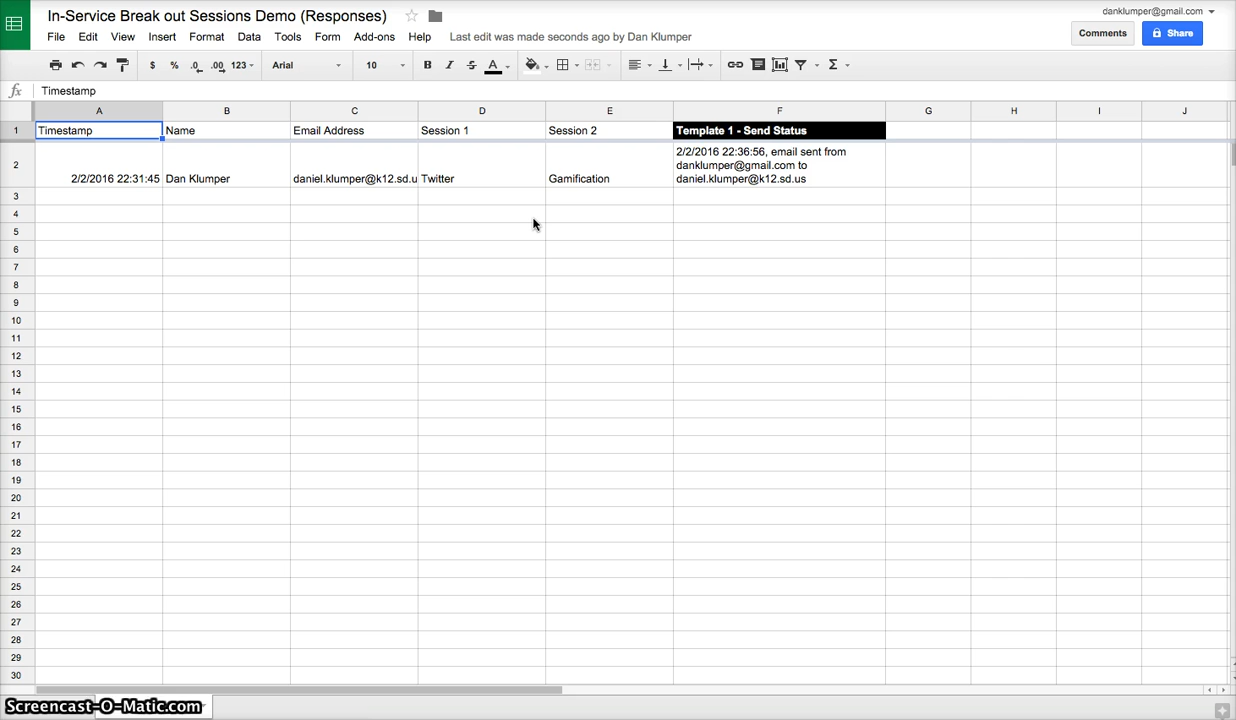 In-Service Break out Sessions Demo (Responses)
danklumper@gmail.com
File Edit View Insert Format Data Tools Form Add-ons Help Last edit was made seconds ago by Dan Klumper
Comments Share
$ % .0 .00 123 Arial 10 B I S A Σ
fx Timestamp
A B C D E F G H I J
1 Timestamp Name Email Address Session 1 Session 2 Template 1 - Send Status
2/2/2016 22:36:56, email sent from
danklumper@gmail.com to
2 2/2/2016 22:31:45 Dan Klumper daniel.klumper@k12.sd.u Twitter Gamification daniel.klumper@k12.sd.us
3
4
5
6
7
8
9
10
11
12
13
14
15
16
17
18
19
20
21
22
23
24
25
26
27
28
29
30
Screencast-O-Matic.com